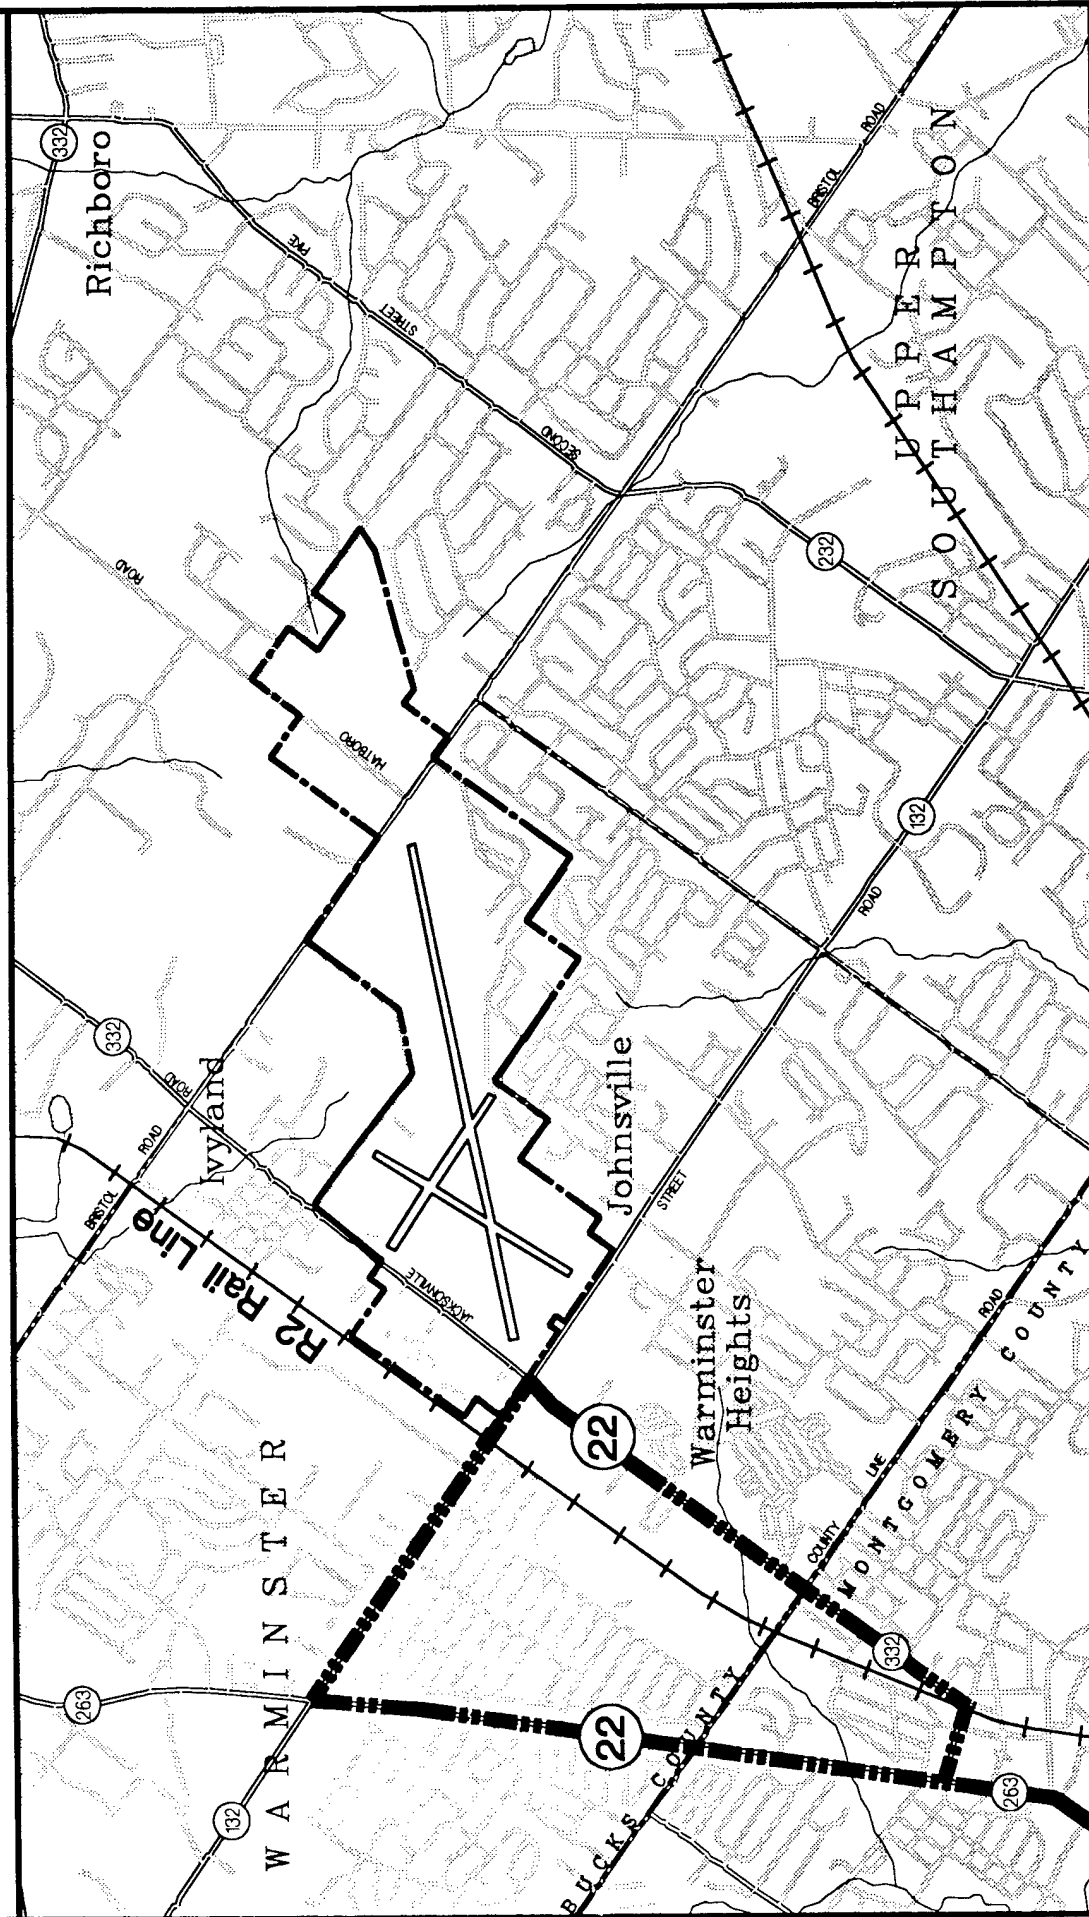 332
Richboro
PIKE
STREET
SECOND
BRISTOL
ROAD
UPPER
SOUTHAMPTON
232
ROAD
HATBORO
132
ROAD
332
ROAD
Ivyland
ROAD
BRISTOL
R2 Rail Line
JACKSONVILLE
Johnsville
STREET
Warminster
Heights
22
WARMINSTER
263
132
22
COUNTY
LINE
ROAD
MONTGOMERY COUNTY
BUCKS COUNTY
332
263